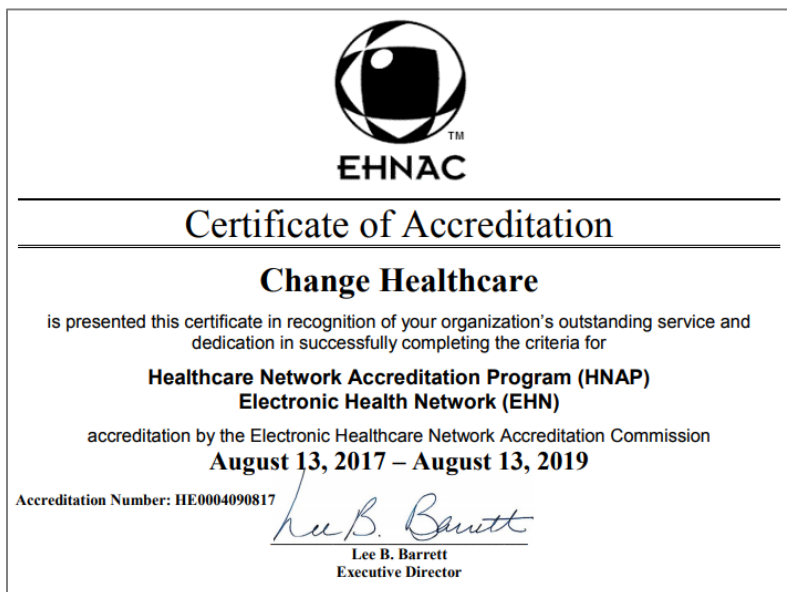 TM
EHNAC
Certificate of Accreditation
Change Healthcare
is presented this certificate in recognition of your organization's outstanding service and
dedication in successfully completing the criteria for
Healthcare Network Accreditation Program (HNAP)
Electronic Health Network (EHN)
accreditation by the Electronic Healthcare Network Accreditation Commission
August 13, 2017 – August 13, 2019
Accreditation Number: HE0004090817
Lee B. Barrett
Lee B. Barrett
Executive Director